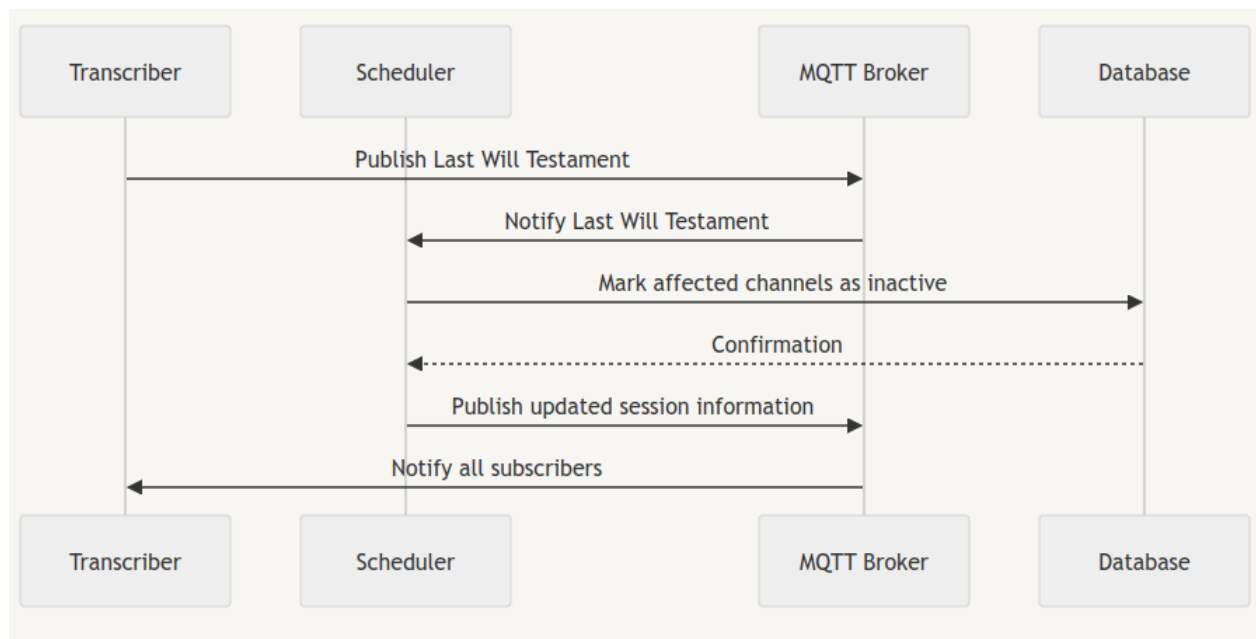 Transcriber
Scheduler
MQTT Broker
Database
Publish Last Will Testament
Notify Last Will Testament
Mark affected channels as inactive
Confirmation
Publish updated session information
Notify all subscribers
Transcriber
Scheduler
MQTT Broker
Database